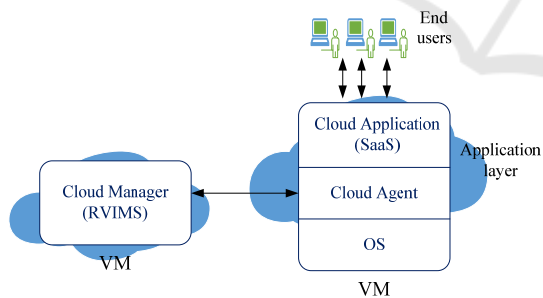 End
users
Cloud Application
(SaaS)
Application
layer
Cloud Manager
(RVIMS)
Cloud Agent
OS
VM
VM